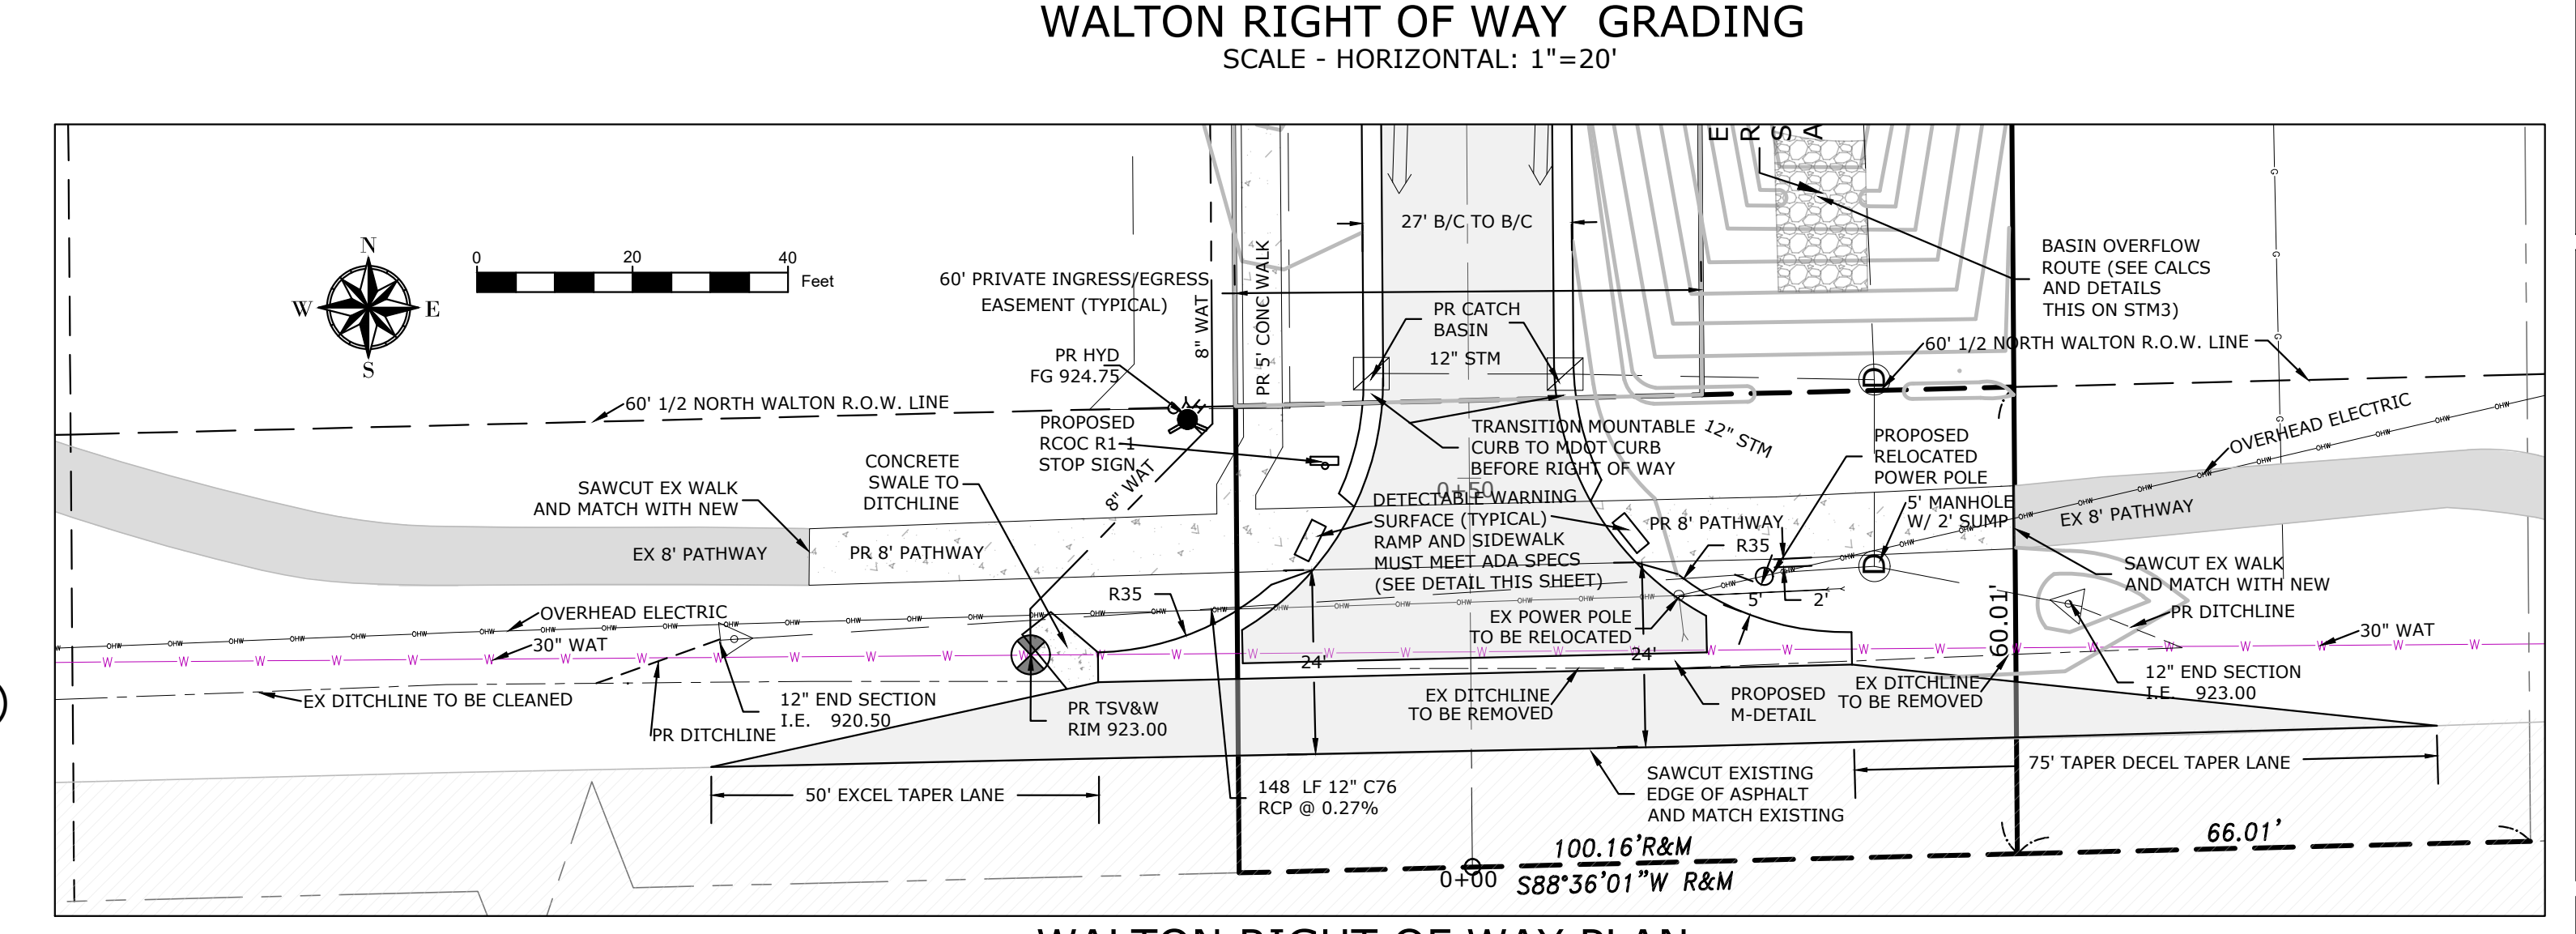 WALTON RIGHT OF WAY GRADING
SCALE - HORIZONTAL: 1"=20'
E
R
S
A
N
W
E
S
0
20
40
Feet
27' B/C TO B/C
60' PRIVATE INGRESS/EGRESS
EASEMENT (TYPICAL)
8" WAT
PR 5' CONC WALK
PR CATCH
BASIN
12" STM
BASIN OVERFLOW
ROUTE (SEE CALCS
AND DETAILS
THIS ON STM3)
G
G
G
G
60' 1/2 NORTH WALTON R.O.W. LINE
PR HYD
FG 924.75
60' 1/2 NORTH WALTON R.O.W. LINE
PROPOSED
RCOC R1-1
STOP SIGN
8" WAT
TRANSITION MOUNTABLE
CURB TO MDOT CURB
BEFORE RIGHT OF WAY
12" STM
PROPOSED
RELOCATED
POWER POLE
OVERHEAD ELECTRIC
CONCRETE
SWALE TO
DITCHLINE
SAWCUT EX WALK
AND MATCH WITH NEW
0+50
DETECTABLE WARNING
SURFACE (TYPICAL)
RAMP AND SIDEWALK
MUST MEET ADA SPECS
(SEE DETAIL THIS SHEET)
5' MANHOLE
W/ 2' SUMP
EX 8' PATHWAY
PR 8' PATHWAY
PR 8' PATHWAY
R35
EX 8' PATHWAY
SAWCUT EX WALK
AND MATCH WITH NEW
R35
5'
2'
PR DITCHLINE
OVERHEAD ELECTRIC
EX POWER POLE
TO BE RELOCATED
60.01'
30" WAT
30" WAT
24'
24'
EX DITCHLINE TO BE CLEANED
12" END SECTION
I.E. 920.50
PR DITCHLINE
PR TSV&W
RIM 923.00
EX DITCHLINE
TO BE REMOVED
PROPOSED
M-DETAIL
EX DITCHLINE
TO BE REMOVED
12" END SECTION
I.E. 923.00
50' EXCEL TAPER LANE
148 LF 12" C76
RCP @ 0.27%
SAWCUT EXISTING
EDGE OF ASPHALT
AND MATCH EXISTING
75' TAPER DECEL TAPER LANE
100.16'R&M
66.01'
0+00
S88°36'01"W R&M
WALTON RIGHT OF WAY PLAN